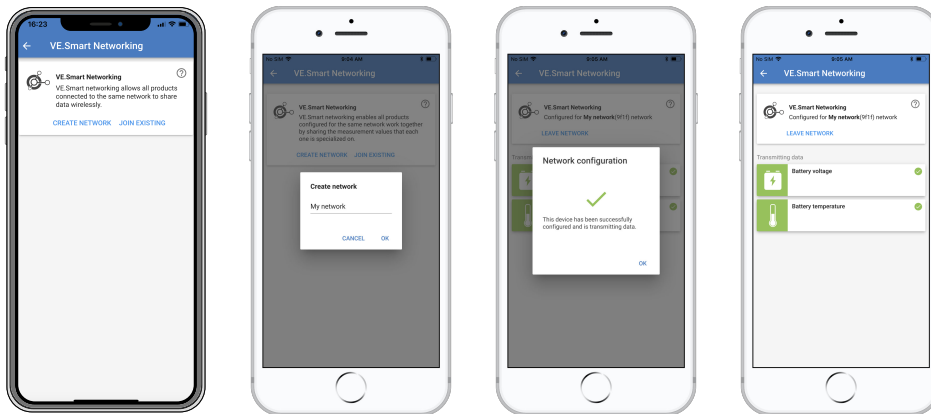 16:23
VE.Smart Networking
VE.Smart Networking
VE.Smart networking allows all products
connected to the same network to share
data wirelessly.
CREATE NETWORK JOIN EXISTING
No SIM 9:04 AM
VE.Smart Networking
VE.Smart Networking
VE.Smart Networking enables all products
configured for the same network work together
by sharing the measurement values that each
one is specialized on.
CREATE NETWORK JOIN EXISTING
Create network
My network
CANCEL OK
No SIM 9:05 AM
VE.Smart Networking
VE.Smart Networking
Configured for My network(9f1f) network
LEAVE NETWORK
Network configuration
This device has been successfully
configured and is transmitting data.
OK
No SIM 9:05 AM
VE.Smart Networking
VE.Smart Networking
Configured for My network(9f1f) network
LEAVE NETWORK
Transmitting data
Battery voltage
Battery temperature